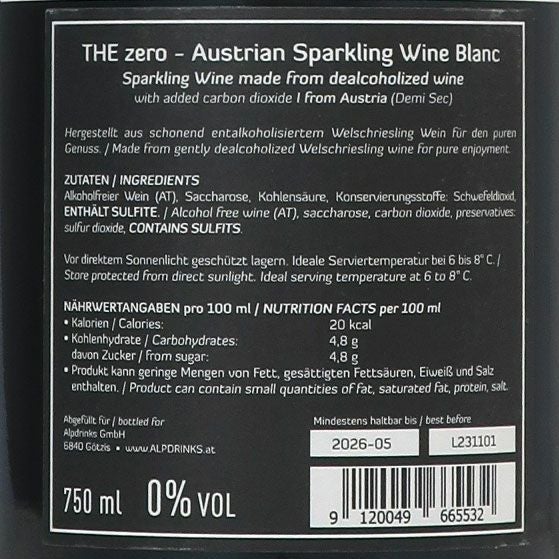 THE zero - Austrian Sparkling Wine Blanc
Sparkling Wine made from dealcoholized wine
with added carbon dioxide I from Austria (Demi Sec)
Hergestellt aus schonend entalkoholisiertem Welschriesling Wein für den puren
Genuss. / Made from gently dealcoholized Welschriesling wine for pure enjoyment.
ZUTATEN / INGREDIENTS
Alkoholfreier Wein (AT), Saccharose, Kohlensäure, Konservierungsstoffe: Schwefeldioxid,
ENTHÄLT SULFITE. / Alcohol free wine (AT), saccharose, carbon dioxide, preservatives:
sulfur dioxide, CONTAINS SULFITS.
Vor direktem Sonnenlicht geschützt lagern. Ideale Serviertemperatur bei 6 bis 8° C. /
Store protected from direct sunlight. Ideal serving temperature at 6 to 8° C.
NÄHRWERTANGABEN pro 100 ml / NUTRITION FACTS per 100 ml
• Kalorien / Calories: 20 kcal
• Kohlenhydrate / Carbohydrates: 4,8 g
davon Zucker / from sugar: 4,8 g
• Produkt kann geringe Mengen von Fett, gesättigten Fettsäuren, Eiweiß und Salz
enthalten. / Product can contain small quantities of fat, saturated fat, protein, salt.
Abgefüllt für / bottled for
Alpdrinks GmbH
6840 Götzis • www.ALPDRINKS.at
Mindestens haltbar bis / best before
2026-05 L231101
750 ml 0% VOL
9 120049 665532